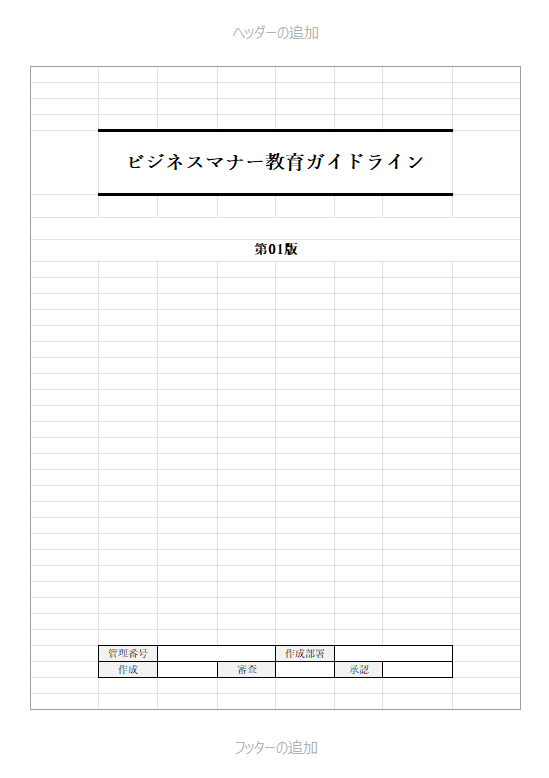 ヘッダーの追加
ビジネスマナー教育ガイドライン
第01版
管理番号 作成部署
作成 審査 承認
フッターの追加